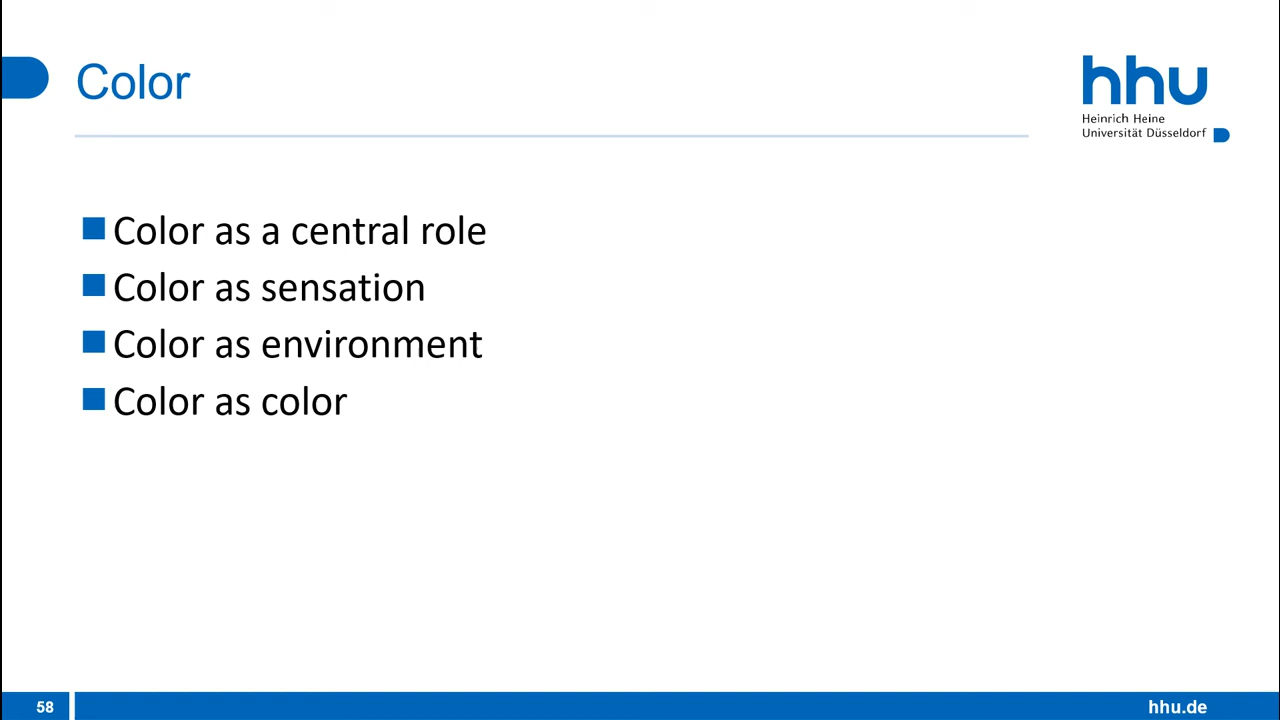 Color
hhu
Heinrich Heine
Universität Düsseldorf
Color as a central role
Color as sensation
Color as environment
Color as color
58
hhu.de